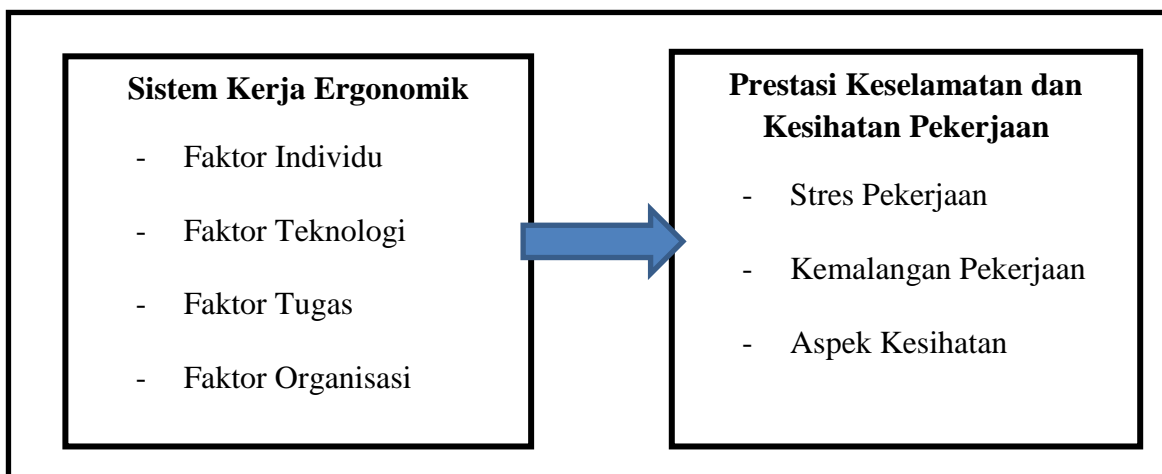 Sistem Kerja Ergonomik
- Faktor Individu
- Faktor Teknologi
- Faktor Tugas
- Faktor Organisasi
Prestasi Keselamatan dan
Kesihatan Pekerjaan
- Stres Pekerjaan
- Kemalangan Pekerjaan
- Aspek Kesihatan